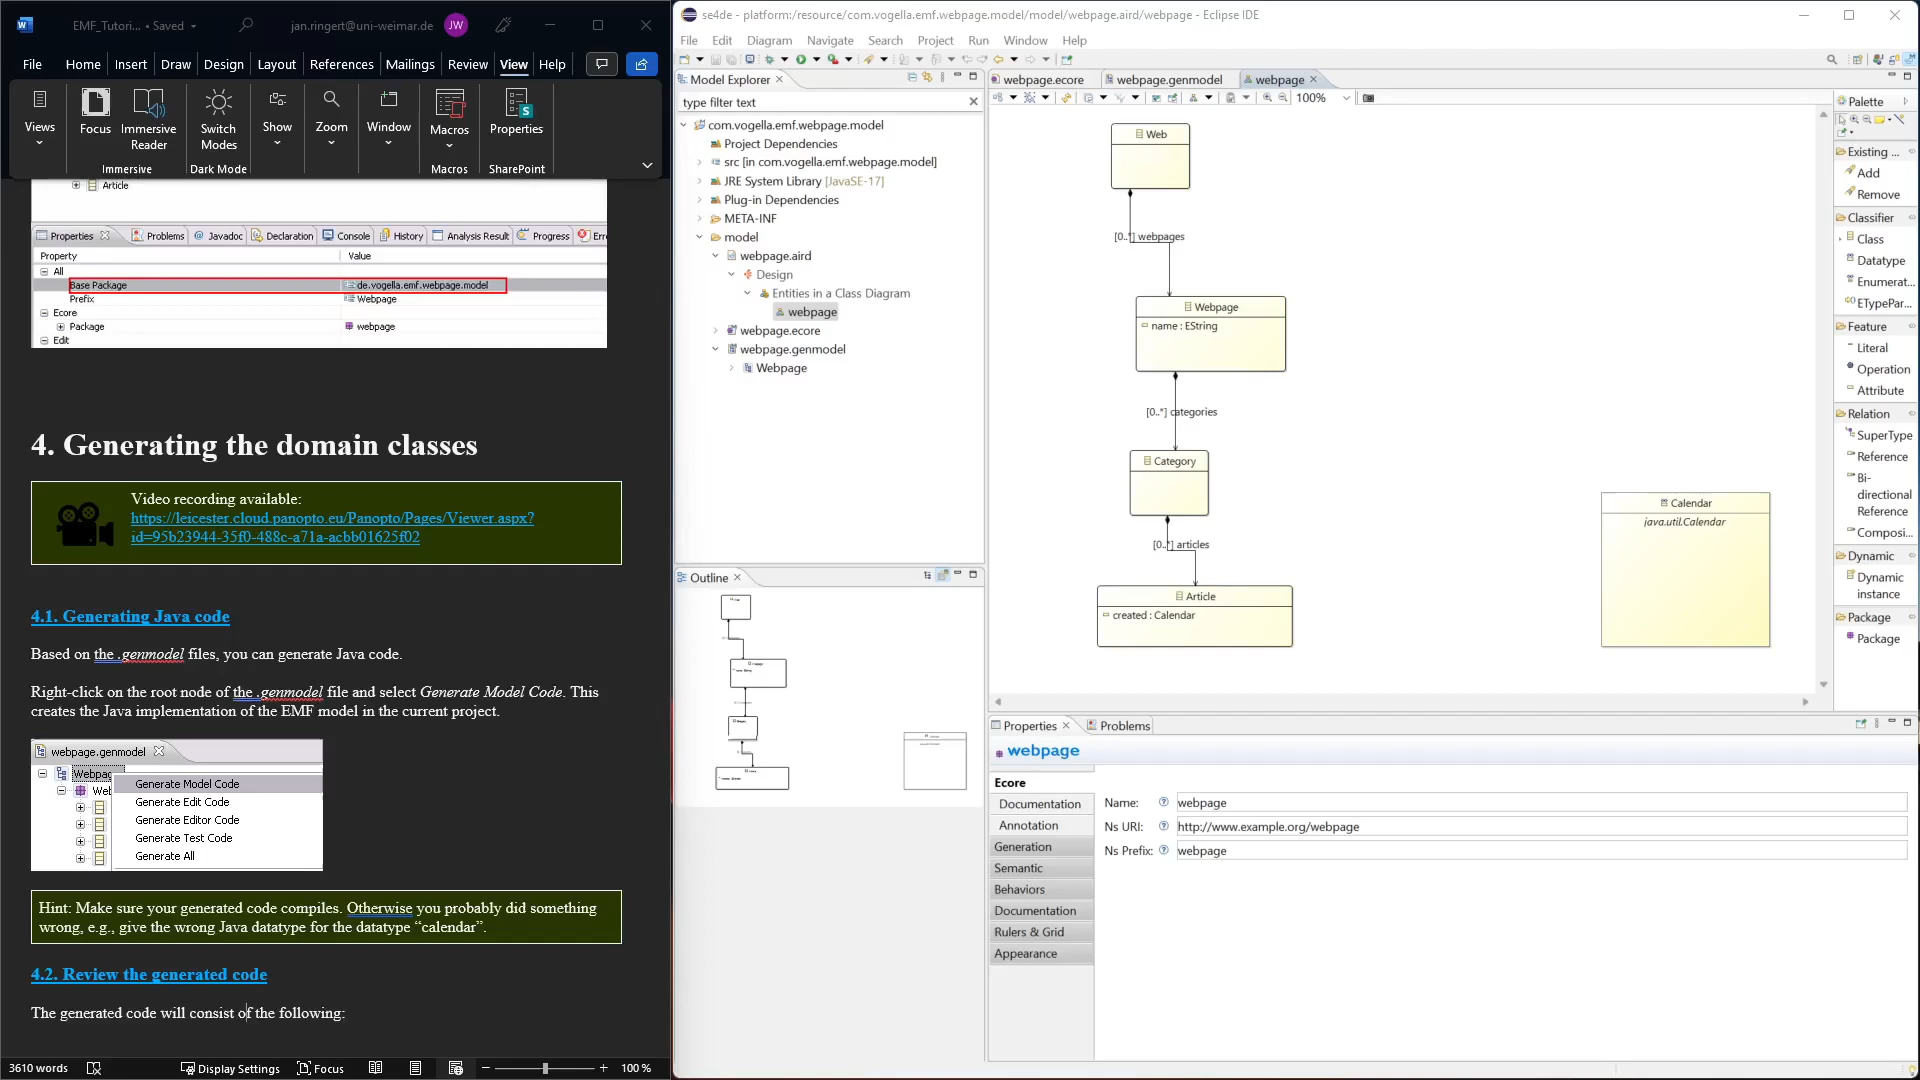 EMF_Tutori... • Saved
jan.ringert@uni-weimar.de
JW
File Home Insert Draw Design Layout References Mailings Review View Help
Views
Focus
Immersive Reader
Switch Modes
Show
Zoom
Window
Macros
Properties
Immersive
Dark Mode
Macros
SharePoint
Article
Properties Problems Javadoc Declaration Console History Analysis Result Progress Err
Property Value
All
Base Package de.vogella.emf.webpage.model
Prefix Webpage
Ecore
Package webpage
Edit
4. Generating the domain classes
Video recording available:
https://leicester.cloud.panopto.eu/Panopto/Pages/Viewer.aspx?
id=95b23944-35f0-488c-a71a-acbb01625f02
4.1. Generating Java code
Based on the .genmodel files, you can generate Java code.
Right-click on the root node of the .genmodel file and select Generate Model Code. This
creates the Java implementation of the EMF model in the current project.
webpage.genmodel
Webpag
Wel
Generate Model Code
Generate Edit Code
Generate Editor Code
Generate Test Code
Generate All
Hint: Make sure your generated code compiles. Otherwise you probably did something
wrong, e.g., give the wrong Java datatype for the datatype “calendar”.
4.2. Review the generated code
The generated code will consist of the following:
3610 words
Display Settings
Focus
100 %
se4de - platform:/resource/com.vogella.emf.webpage.model/model/webpage.aird/webpage - Eclipse IDE
File Edit Diagram Navigate Search Project Run Window Help
Model Explorer
type filter text
com.vogella.emf.webpage.model
Project Dependencies
src [in com.vogella.emf.webpage.model]
JRE System Library [JavaSE-17]
Plug-in Dependencies
META-INF
model
webpage.aird
Design
Entities in a Class Diagram
webpage
webpage.ecore
webpage.genmodel
Webpage
Outline
webpage.ecore webpage.genmodel webpage
100%
Web
[0..*] webpages
Webpage
name : EString
[0..*] categories
Category
[0..*] articles
Article
created : Calendar
Calendar
java.util.Calendar
Palette
Existing ...
Add
Remove
Classifier
Class
Datatype
Enumerat...
ETypePar...
Feature
Literal
Operation
Attribute
Relation
SuperType
Reference
Bi-
directional
Reference
Composi...
Dynamic
Dynamic
instance
Package
Package
Properties Problems
webpage
Ecore
Documentation
Annotation
Generation
Semantic
Behaviors
Documentation
Rulers & Grid
Appearance
Name: webpage
Ns URI: http://www.example.org/webpage
Ns Prefix: webpage